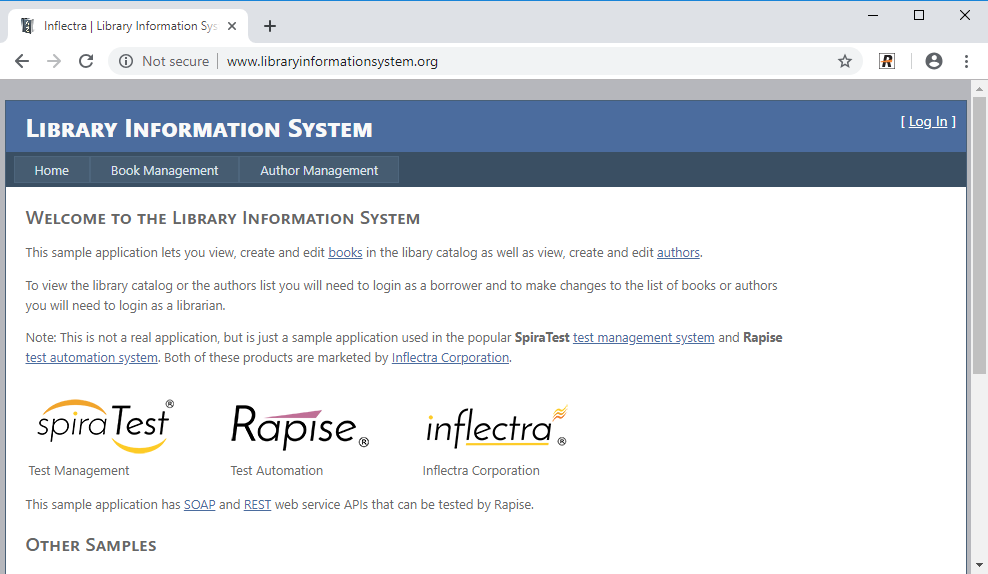 Inflectra | Library Information Sys
Not secure | www.libraryinformationsystem.org
Library Information System
[ Log In ]
Home Book Management Author Management
Welcome to the Library Information System
This sample application lets you view, create and edit books in the libary catalog as well as view, create and edit authors.
To view the library catalog or the authors list you will need to login as a borrower and to make changes to the list of books or authors
you will need to login as a librarian.
Note: This is not a real application, but is just a sample application used in the popular SpiraTest test management system and Rapise
test automation system. Both of these products are marketed by Inflectra Corporation.
spiraTest® Rapise® inflectra®
Test Management Test Automation Inflectra Corporation
This sample application has SOAP and REST web service APIs that can be tested by Rapise.
Other Samples